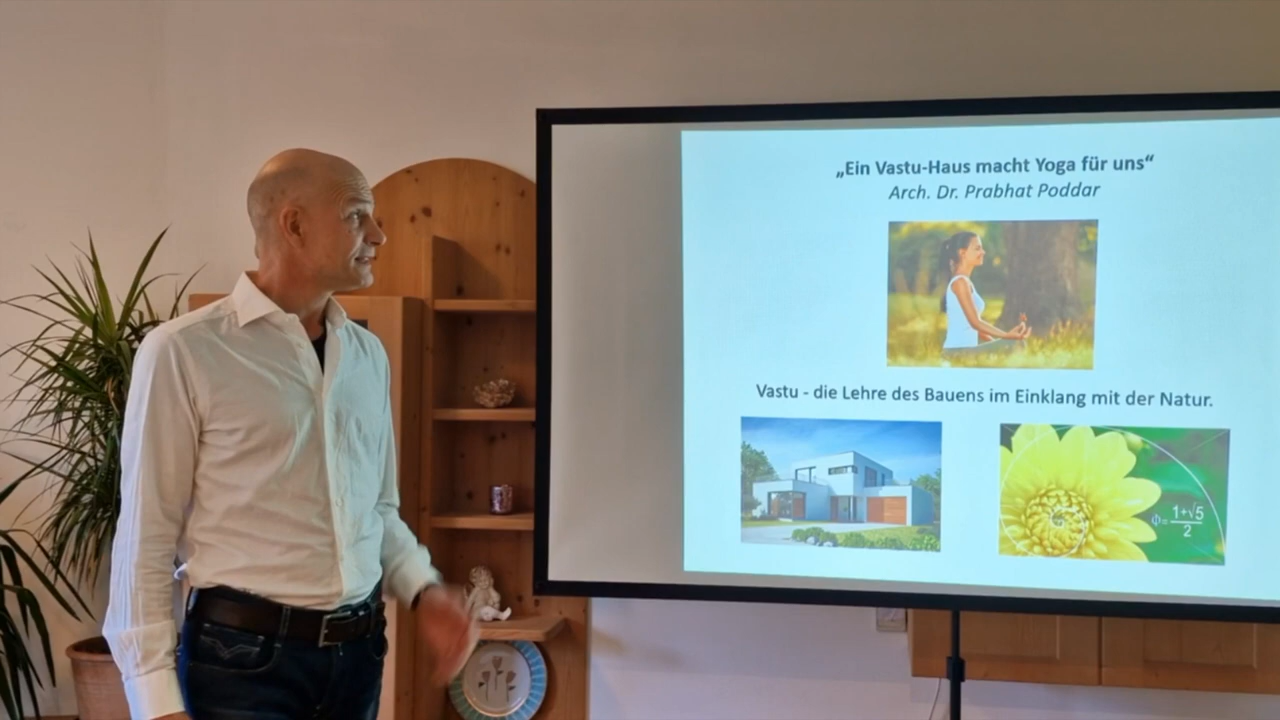 „Ein Vastu-Haus macht Yoga für uns“
Arch. Dr. Prabhat Poddar
Vastu - die Lehre des Bauens im Einklang mit der Natur.
Φ= 1+√5
2